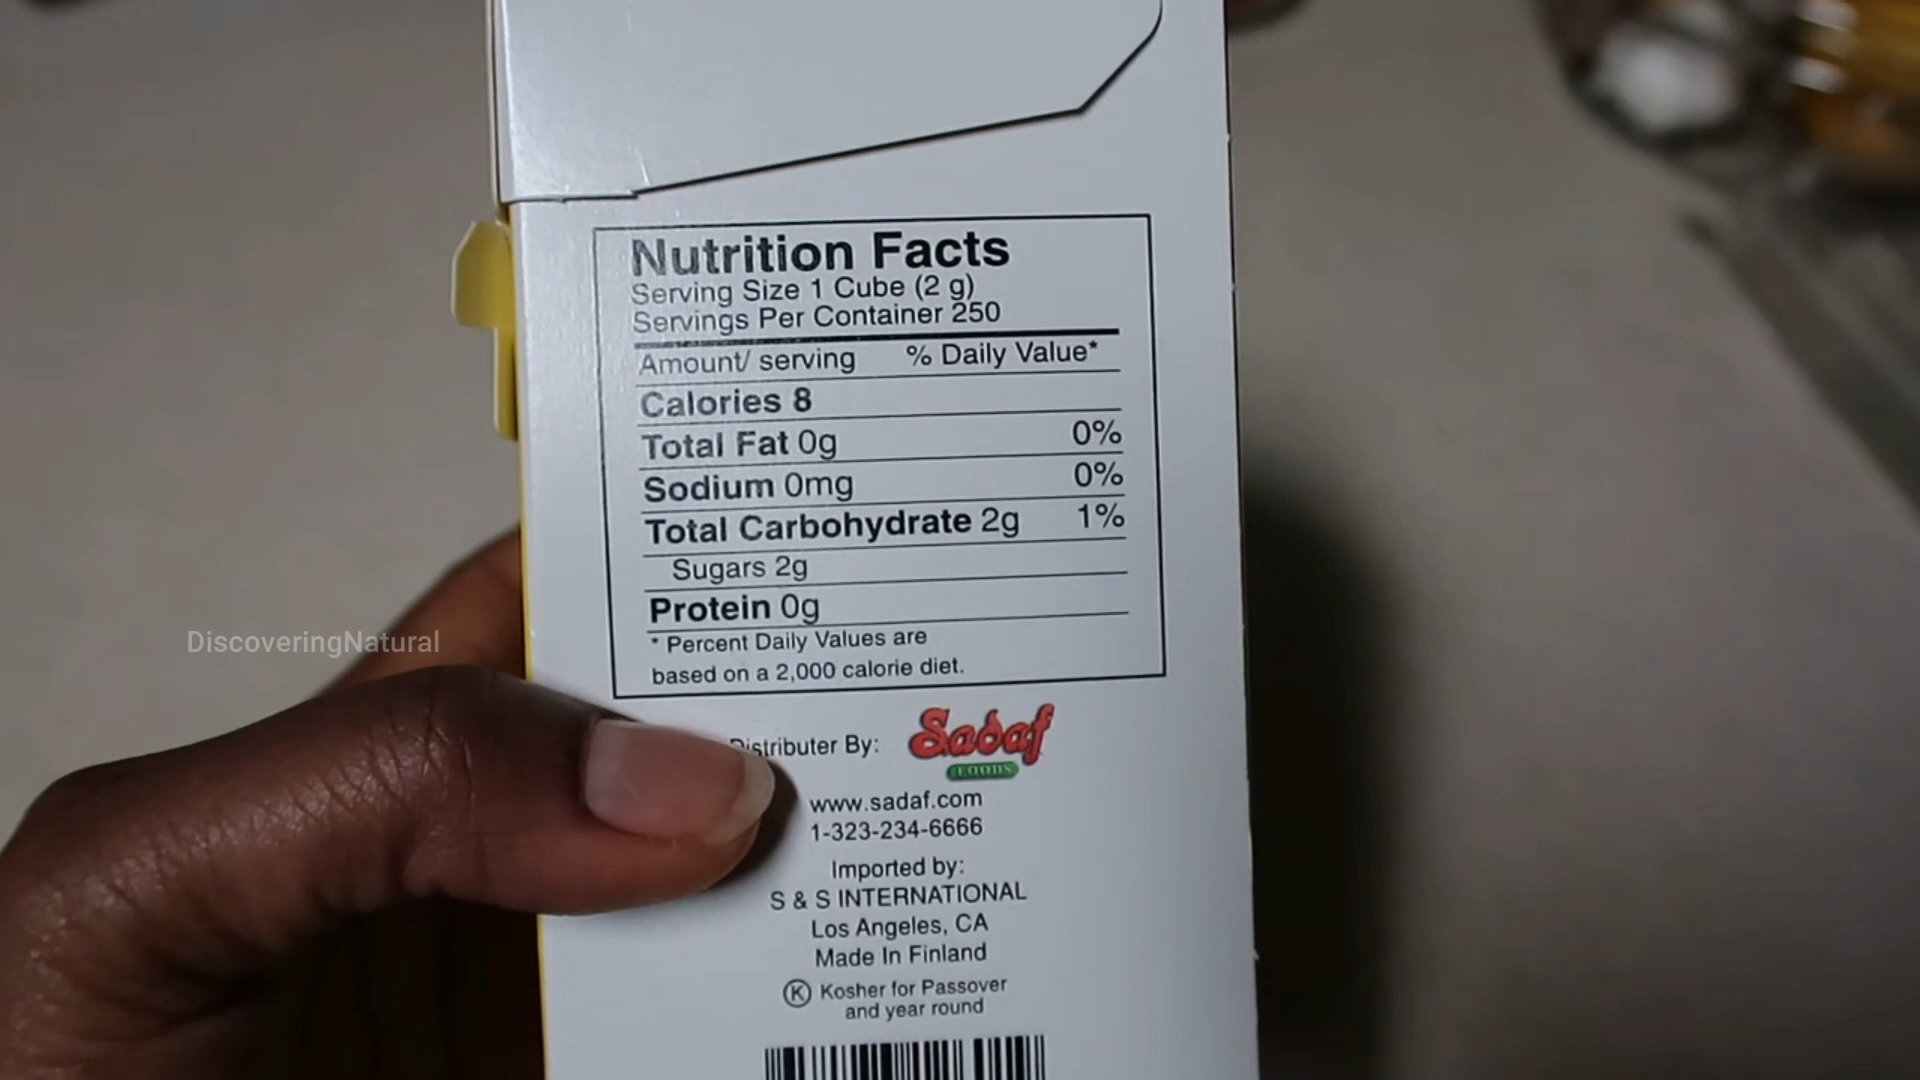 Nutrition Facts
Serving Size 1 Cube (2 g)
Servings Per Container 250
Amount/ serving % Daily Value*
Calories 8
Total Fat 0g 0%
Sodium 0mg 0%
Total Carbohydrate 2g 1%
Sugars 2g
Protein 0g
* Percent Daily Values are
based on a 2,000 calorie diet.
DiscoveringNatural
Distributer By: Sadaf
FOODS
www.sadaf.com
1-323-234-6666
Imported by:
S & S INTERNATIONAL
Los Angeles, CA
Made In Finland
K Kosher for Passover
and year round